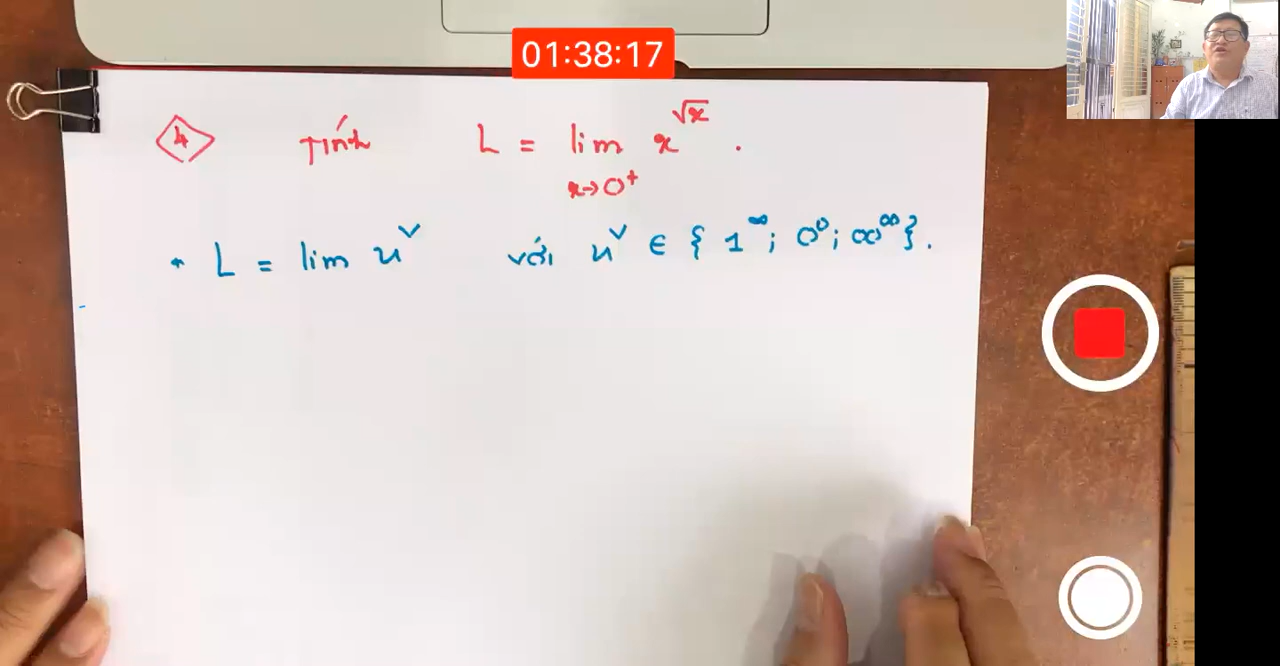 01:38:17
4 Tính L = lim x^√x .
x→0⁺
* L = lim u^v với u^v ∈ { 1^∞ ; 0^0 ; ∞^∞ } .